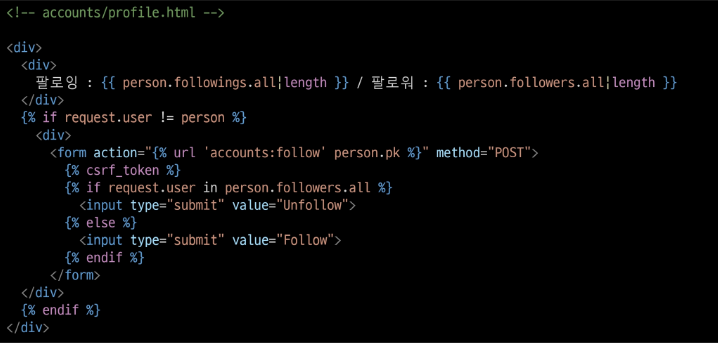 <!-- accounts/profile.html -->
<div>
<div>
팔로잉 : {{ person.followings.all|length }} / 팔로워 : {{ person.followers.all|length }}
</div>
{% if request.user != person %}
<div>
<form action="{% url 'accounts:follow' person.pk %}" method="POST">
{% csrf_token %}
{% if request.user in person.followers.all %}
<input type="submit" value="Unfollow">
{% else %}
<input type="submit" value="Follow">
{% endif %}
</form>
</div>
{% endif %}
</div>